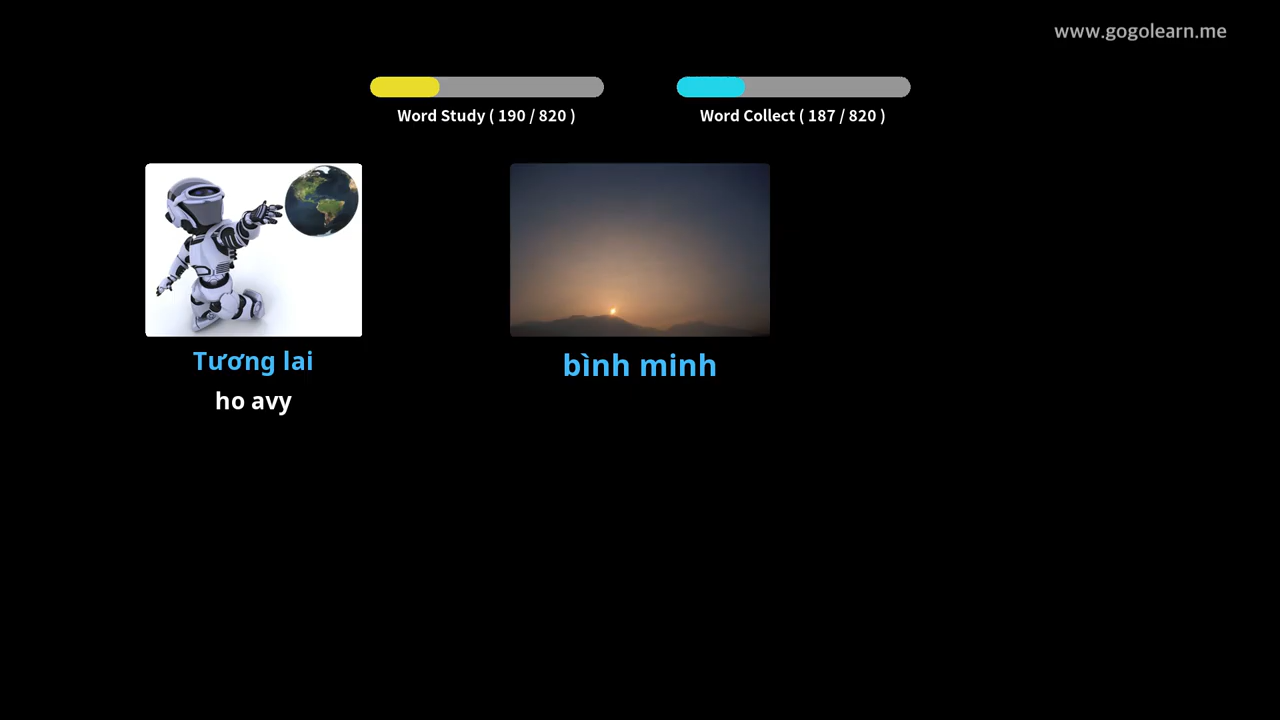 www.gogolearn.me
Word Study ( 190 / 820 )
Word Collect ( 187 / 820 )
Tương lai
ho avy
bình minh